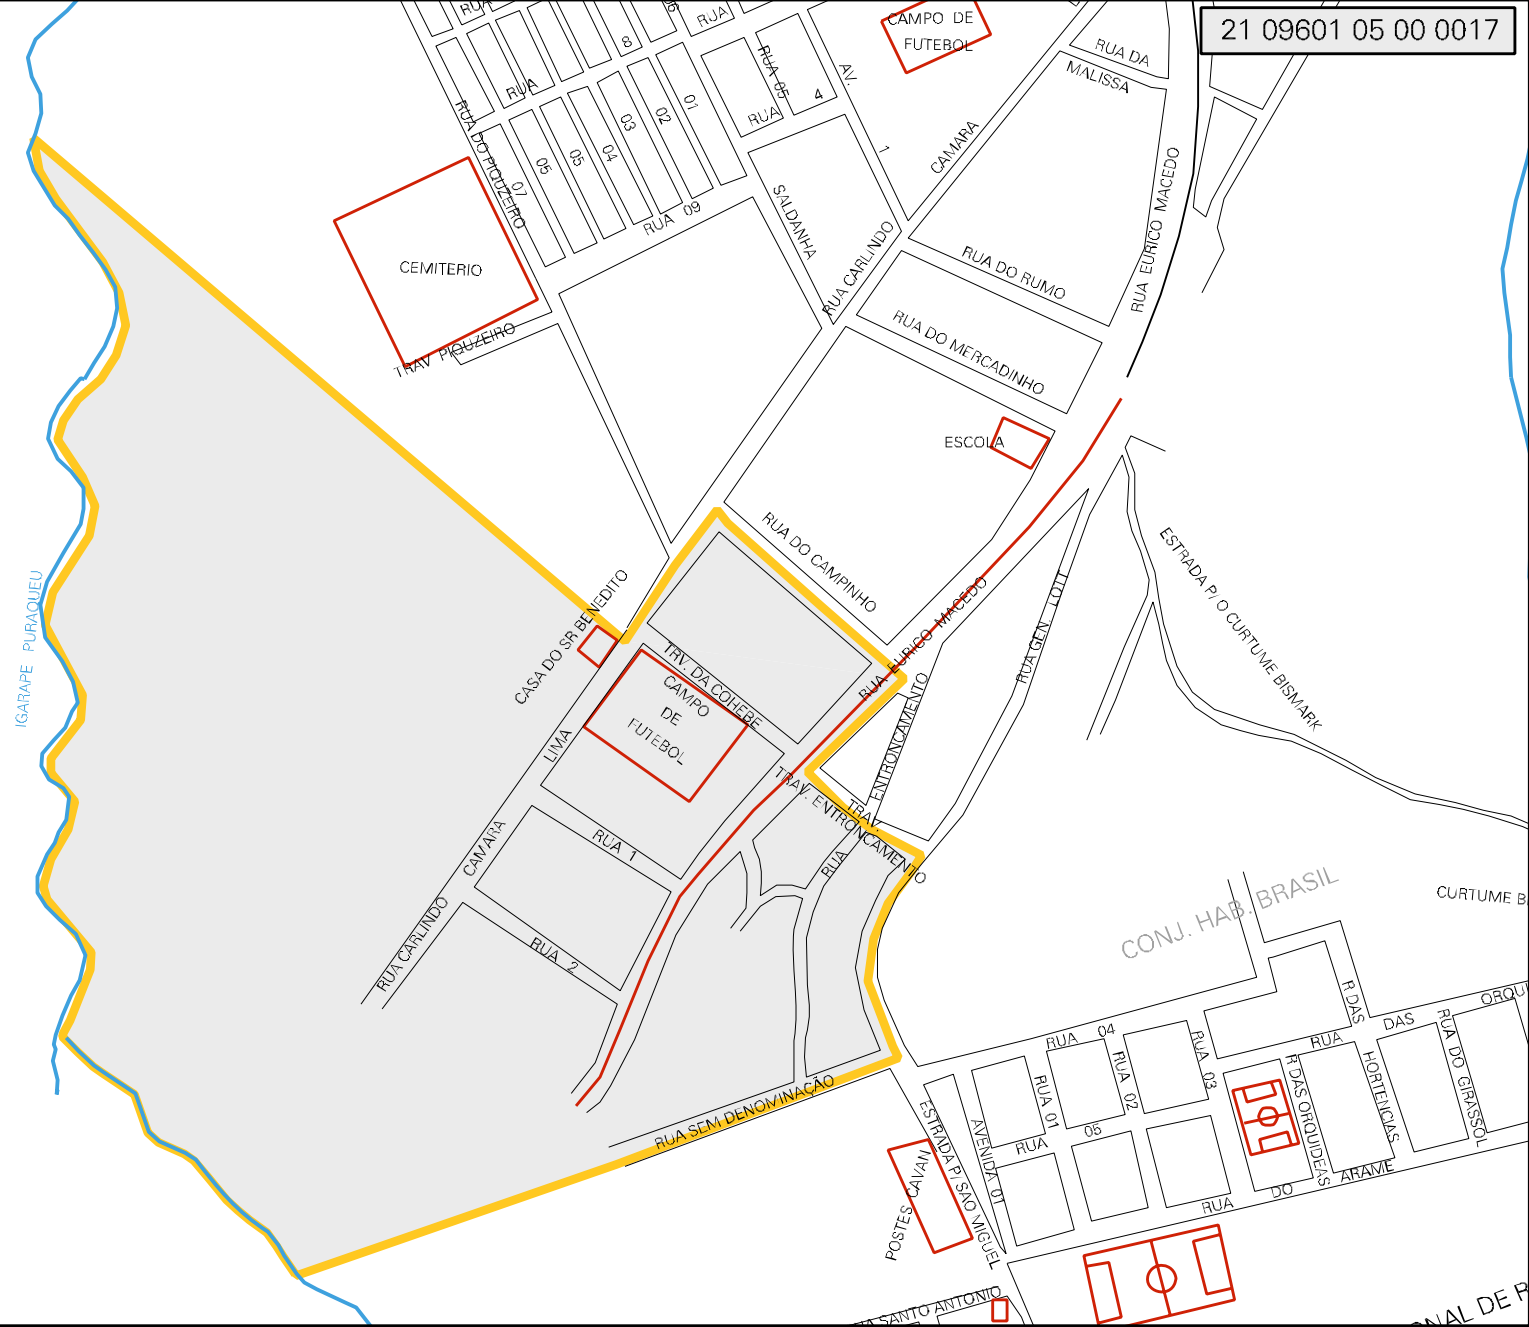 21 09601 05 00 0017
RUA
06
RUA
CAMPO DE
FUTEBOL
RUA DA
MALISSA
8
RUA 05
AV.
4
1
RUA
RUA
RUA DO PIQUZEIRO
07
05
05
04
03
02
01
RUA 09
SALDANHA
CAMARA
RUA CARLINDO
RUA EURICO MACEDO
RUA DO RUMO
RUA DO MERCADINHO
CEMITERIO
TRAV PIQUZEIRO
ESCOLA
RUA DO CAMPINHO
ESTRADA P/ O CURTUME BISMARK
IGARAPE PURAQUEU
CASA DO SR BENEDITO
RUA EURICO MACEDO
RUA GEN. LOTT
TRV. DA COHEBE
CAMPO
DE
FUTEBOL
LIMA
ENTRONCAMENTO
TRAV.
TRAV. ENTRONCAMENTO
RUA
RUA 1
CAMARA
RUA CARLINDO
RUA 2
CONJ. HAB. BRASIL
CURTUME B
RUA SEM DENOMINAÇÃO
RUA 04
RUA 01
RUA 02
RUA 03
R DAS
RUA
DAS
ORQU
RUA DO GIRASSOL
HORTENCIAS
R DAS ORQUIDEAS
RUA 05
AVENIDA 01
ESTRADA P/ SAO MIGUEL
POSTES CAVAN
RUA
DO
ARAME
SANTO ANTONIO
ONAL DE R